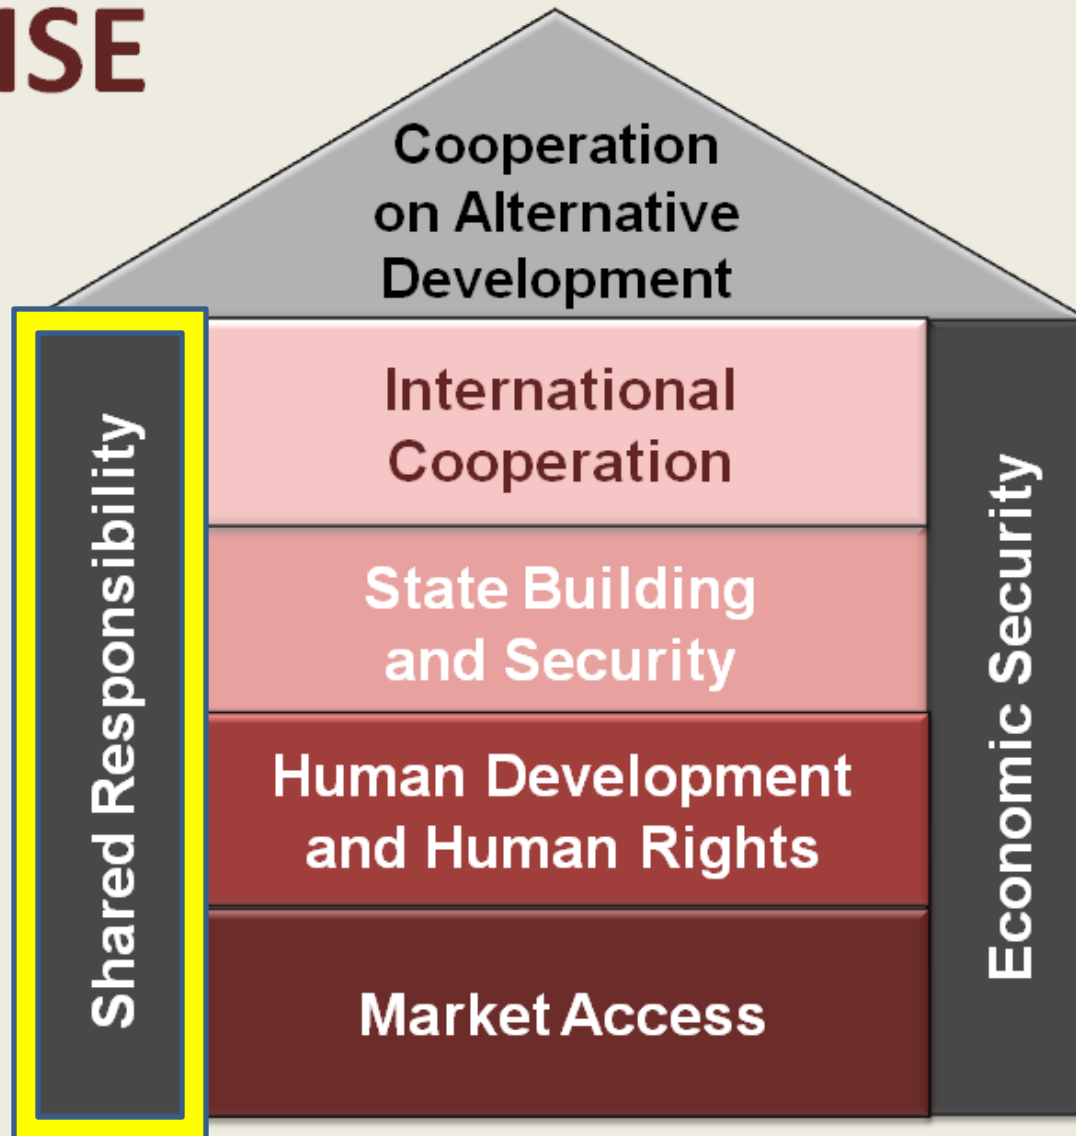 Cooperation
on Alternative
Development
Shared Responsibility
International
Cooperation
State Building
and Security
Human Development
and Human Rights
Market Access
Economic Security